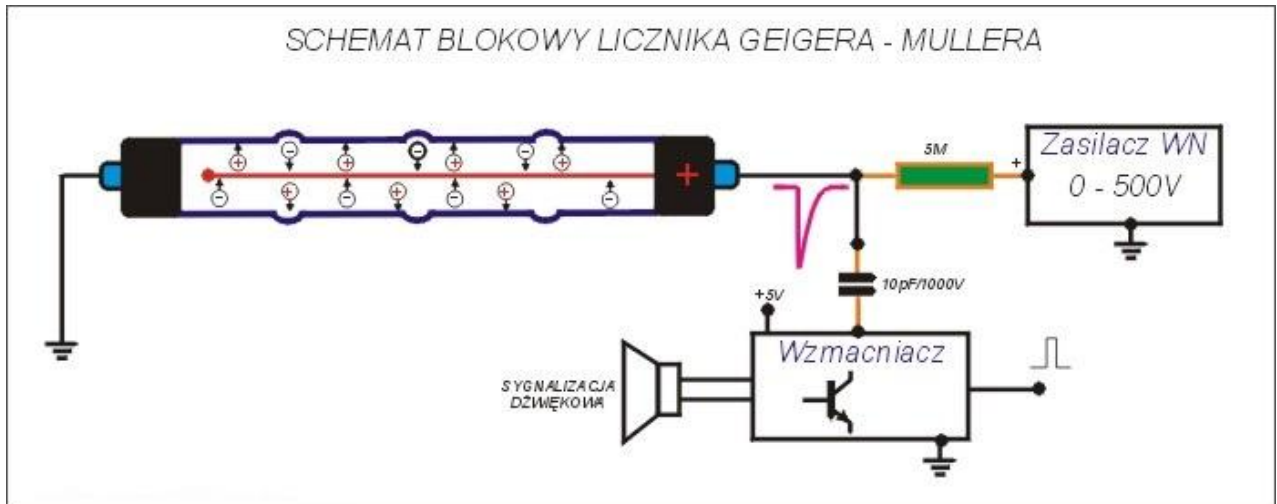 SCHEMAT BLOKOWY LICZNIKA GEIGERA - MULLERA
5M
+
Zasilacz WN
0 - 500V
+
10pF/1000V
+5V
Wzmacniacz
SYGNALIZACJA
DŹWIĘKOWA